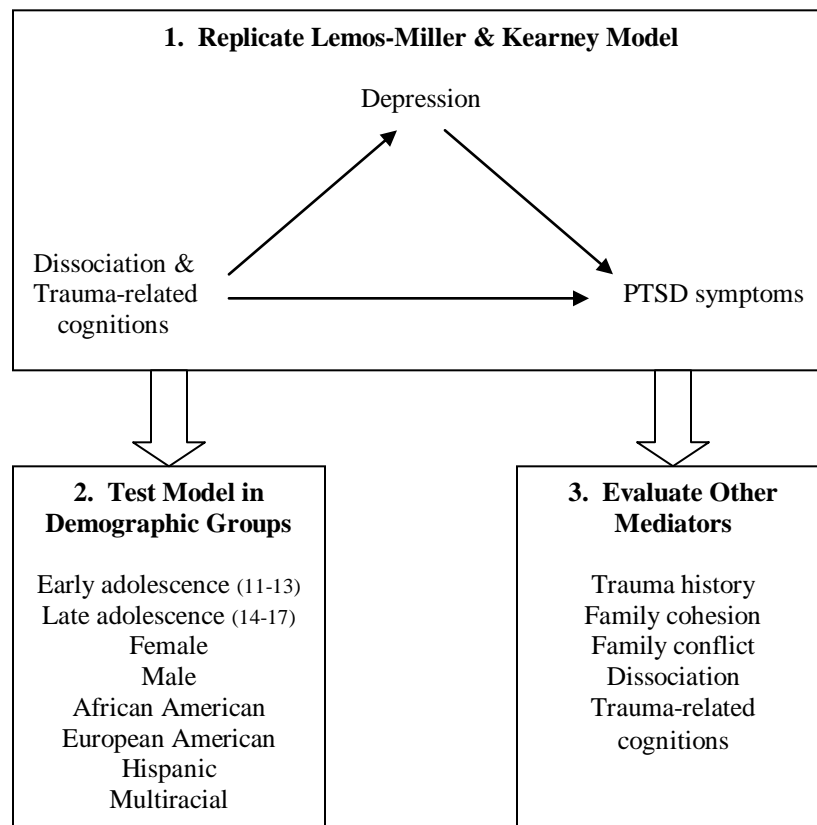 1. Replicate Lemos-Miller & Kearney Model
Depression
Dissociation &
Trauma-related
cognitions
PTSD symptoms
2. Test Model in
Demographic Groups
Early adolescence (11-13)
Late adolescence (14-17)
Female
Male
African American
European American
Hispanic
Multiracial
3. Evaluate Other
Mediators
Trauma history
Family cohesion
Family conflict
Dissociation
Trauma-related
cognitions